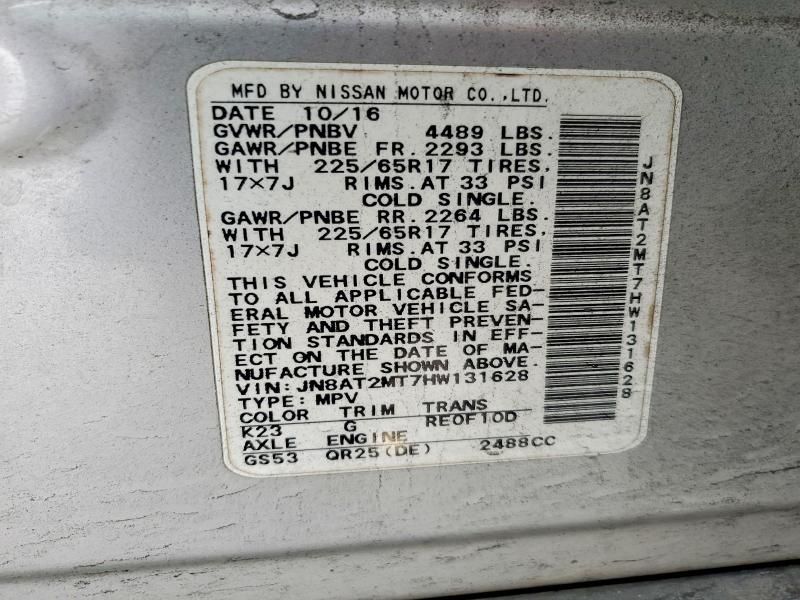 MFD BY NISSAN MOTOR CO.,LTD.
DATE 10/16
GVWR/PNBV 4489 LBS.
GAWR/PNBE FR. 2293 LBS.
WITH 225/65R17 TIRES.
17×7J RIMS. AT 33 PSI
COLD SINGLE.
GAWR/PNBE RR. 2264 LBS.
WITH 225/65R17 TIRES.
17×7J RIMS. AT 33 PSI
COLD SINGLE.
THIS VEHICLE CONFORMS
TO ALL APPLICABLE FED-
ERAL MOTOR VEHICLE SA-
FETY AND THEFT PREVEN-
TION STANDARDS IN EFF-
ECT ON THE DATE OF MA-
NUFACTURE SHOWN ABOVE.
VIN: JN8AT2MT7HW131628
TYPE: MPV
COLOR TRIM TRANS
K23 G RE0F10D
AXLE ENGINE
GS53 QR25(DE) 2488CC
JN8AT2MT7HW131628